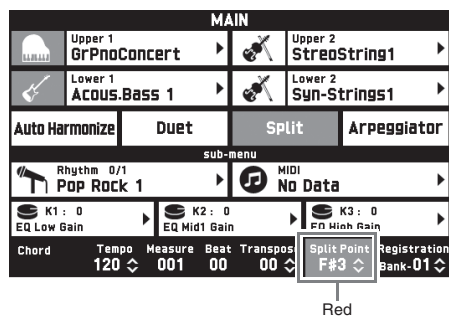 MAIN
Upper 1
GrPnoConcert
Upper 2
StreoString1
Lower 1
Acous.Bass 1
Lower 2
Syn-Strings1
Auto Harmonize Duet Split Arpeggiator
sub-menu
Rhythm 0/1
Pop Rock 1
MIDI
No Data
K1 : 0
EQ Low Gain
K2 : 0
EQ Mid1 Gain
K3 : 0
EQ High Gain
Chord Tempo Measure Beat Transpose Split Point Registration
120 001 00 00 F#3 Bank-01
Red